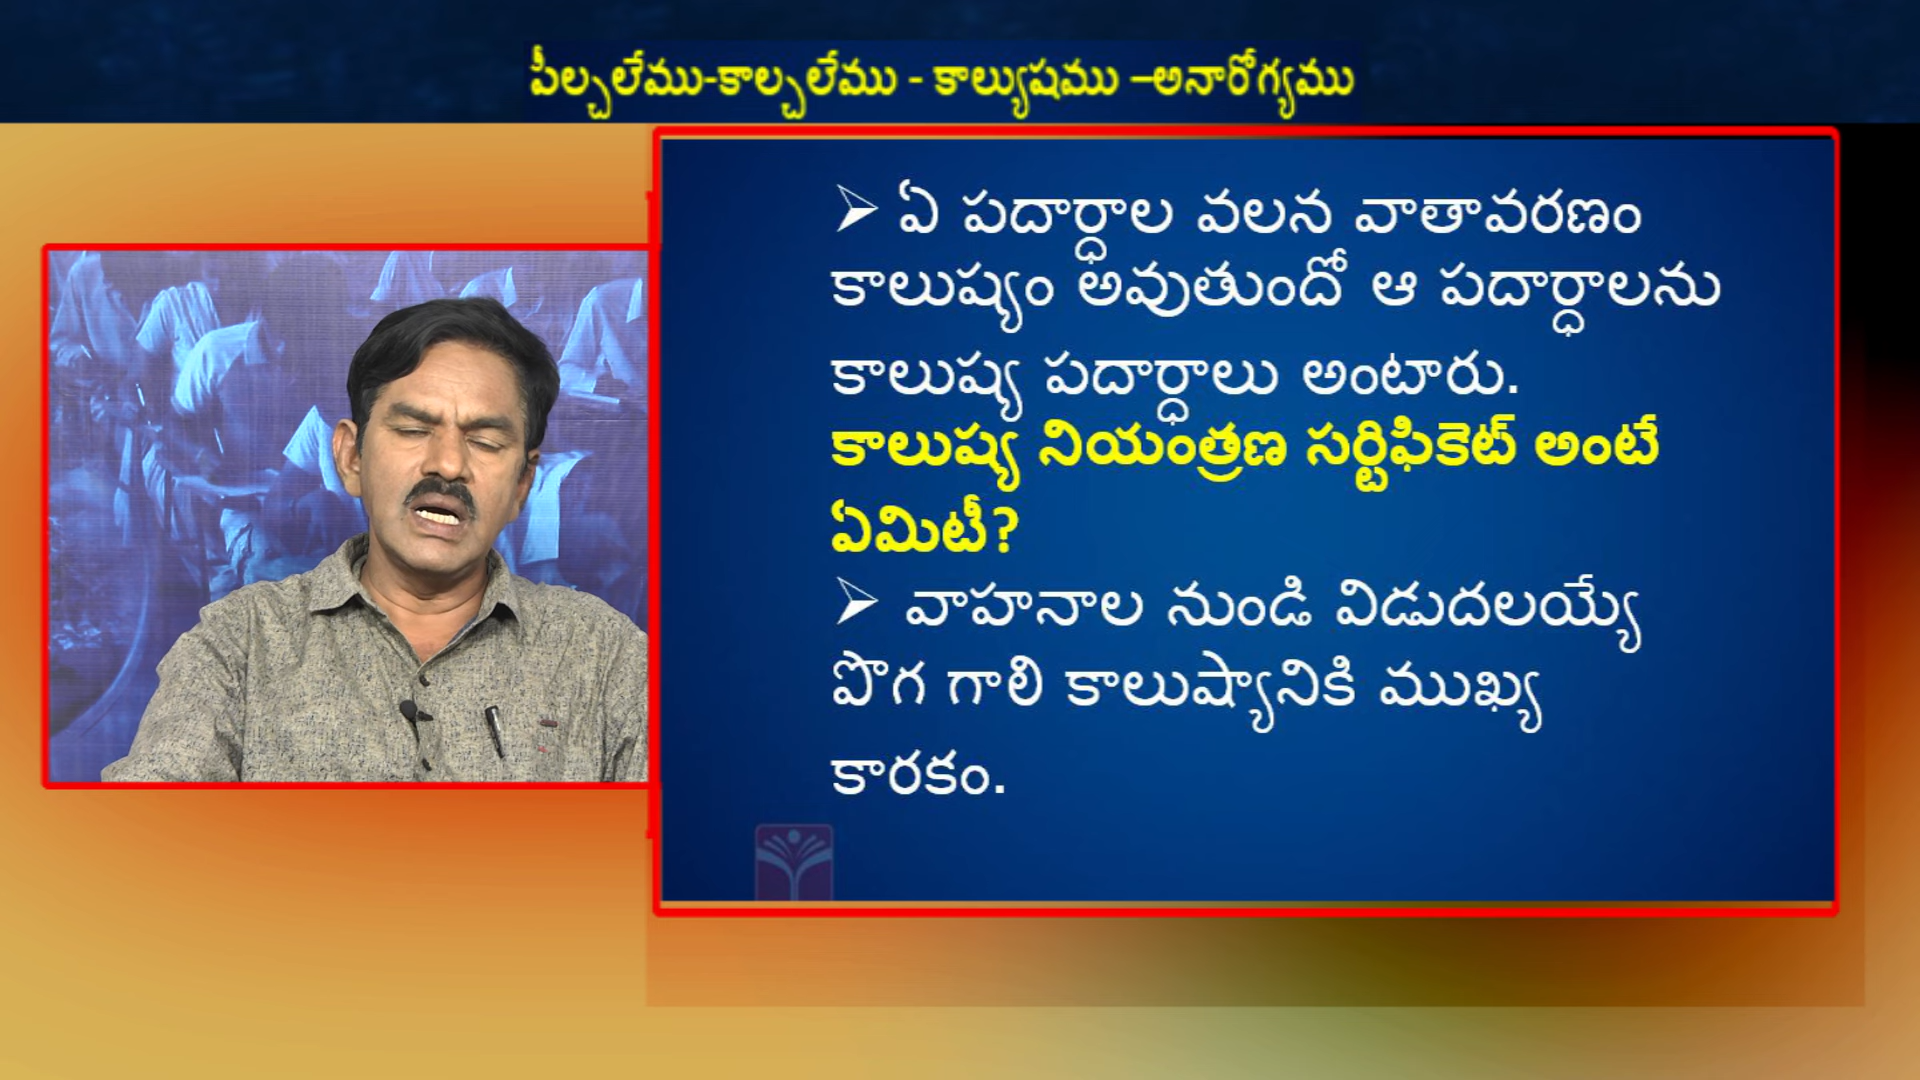 పీల్చలేము-కాల్చలేము - కాల్యుషము –అనారోగ్యము
➢ ఏ పదార్ధాల వలన వాతావరణం
కాలుష్యం అవుతుందో ఆ పదార్ధాలను
కాలుష్య పదార్ధాలు అంటారు.
కాలుష్య నియంత్రణ సర్టిఫికెట్ అంటే
ఏమిటీ?
➢ వాహనాల నుండి విడుదలయ్యే
పొగ గాలి కాలుష్యానికి ముఖ్య
కారకం.